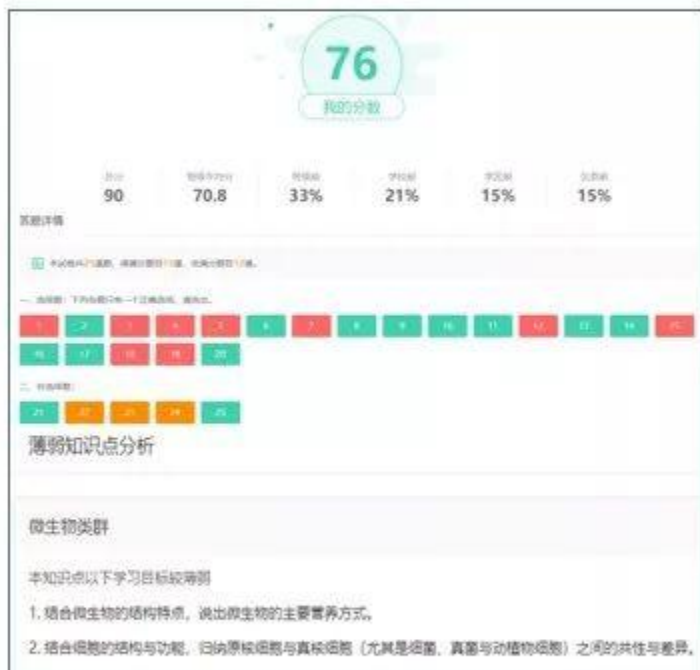 76
我的分数
90
70.8
33%
21%
15%
15%
答题详情
1 2 3 4 5 6 7 8 9 10 11 12 13 14 15
16 17 18 19 20
21 22 23 24 25
薄弱知识点分析
微生物类群
本知识点以下学习目标较薄弱
1. 结合微生物的结构特点，说出微生物的主要营养方式。
2. 结合细胞的结构与功能，归纳原核细胞与真核细胞（尤其是细菌、真菌与动植物细胞）之间的共性与差异。